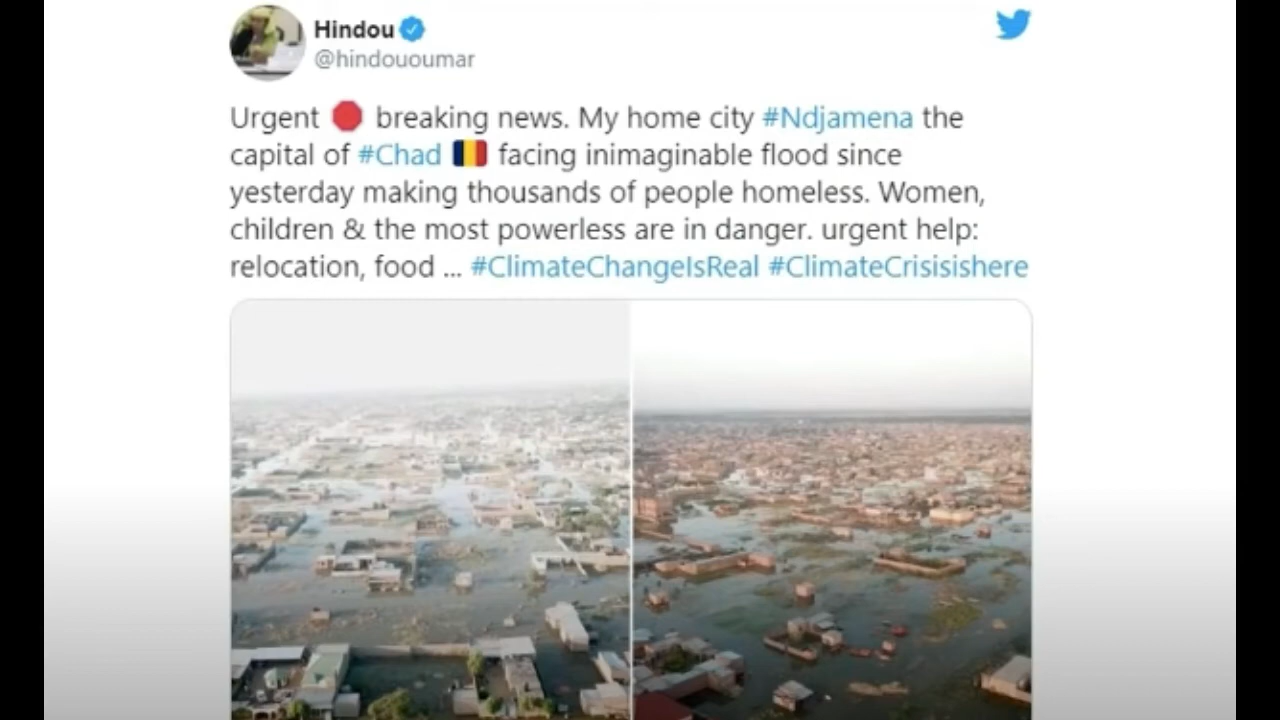 Hindou
@hindououmar
Urgent 🛑 breaking news. My home city #Ndjamena the
capital of #Chad 🇹🇩 facing inimaginable flood since
yesterday making thousands of people homeless. Women,
children & the most powerless are in danger. urgent help:
relocation, food ... #ClimateChangeIsReal #ClimateCrisisishere